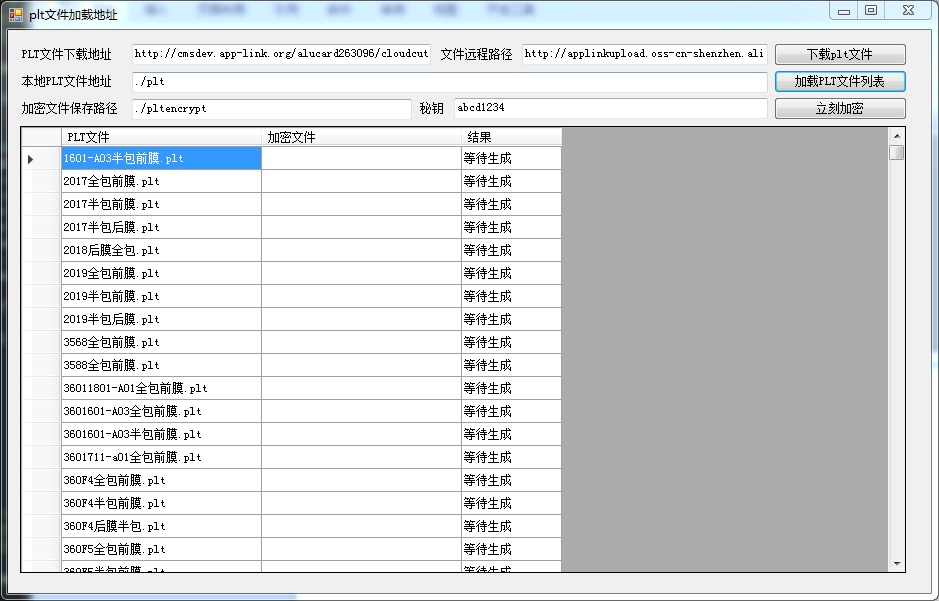 plt文件加载地址
PLT文件下载地址 http://cmsdev.app-link.org/alucard263096/cloudcut 文件远程路径 http://applinkupload.oss-cn-shenzhen.ali 下载plt文件
本地PLT文件地址 ./plt 加载PLT文件列表
加密文件保存路径 ./pltencrypt 秘钥 abcd1234 立刻加密
PLT文件 加密文件 结果
1601-A03半包前膜.plt 等待生成
2017全包前膜.plt 等待生成
2017半包前膜.plt 等待生成
2017半包后膜.plt 等待生成
2018后膜全包.plt 等待生成
2019全包前膜.plt 等待生成
2019半包前膜.plt 等待生成
2019半包后膜.plt 等待生成
3568全包前膜.plt 等待生成
3588全包前膜.plt 等待生成
36011801-A01全包前膜.plt 等待生成
3601601-A03全包前膜.plt 等待生成
3601601-A03半包前膜.plt 等待生成
3601711-a01全包前膜.plt 等待生成
360F4全包前膜.plt 等待生成
360F4半包前膜.plt 等待生成
360F4后膜半包.plt 等待生成
360F5全包前膜.plt 等待生成
360F5半包前膜.plt 等待生成